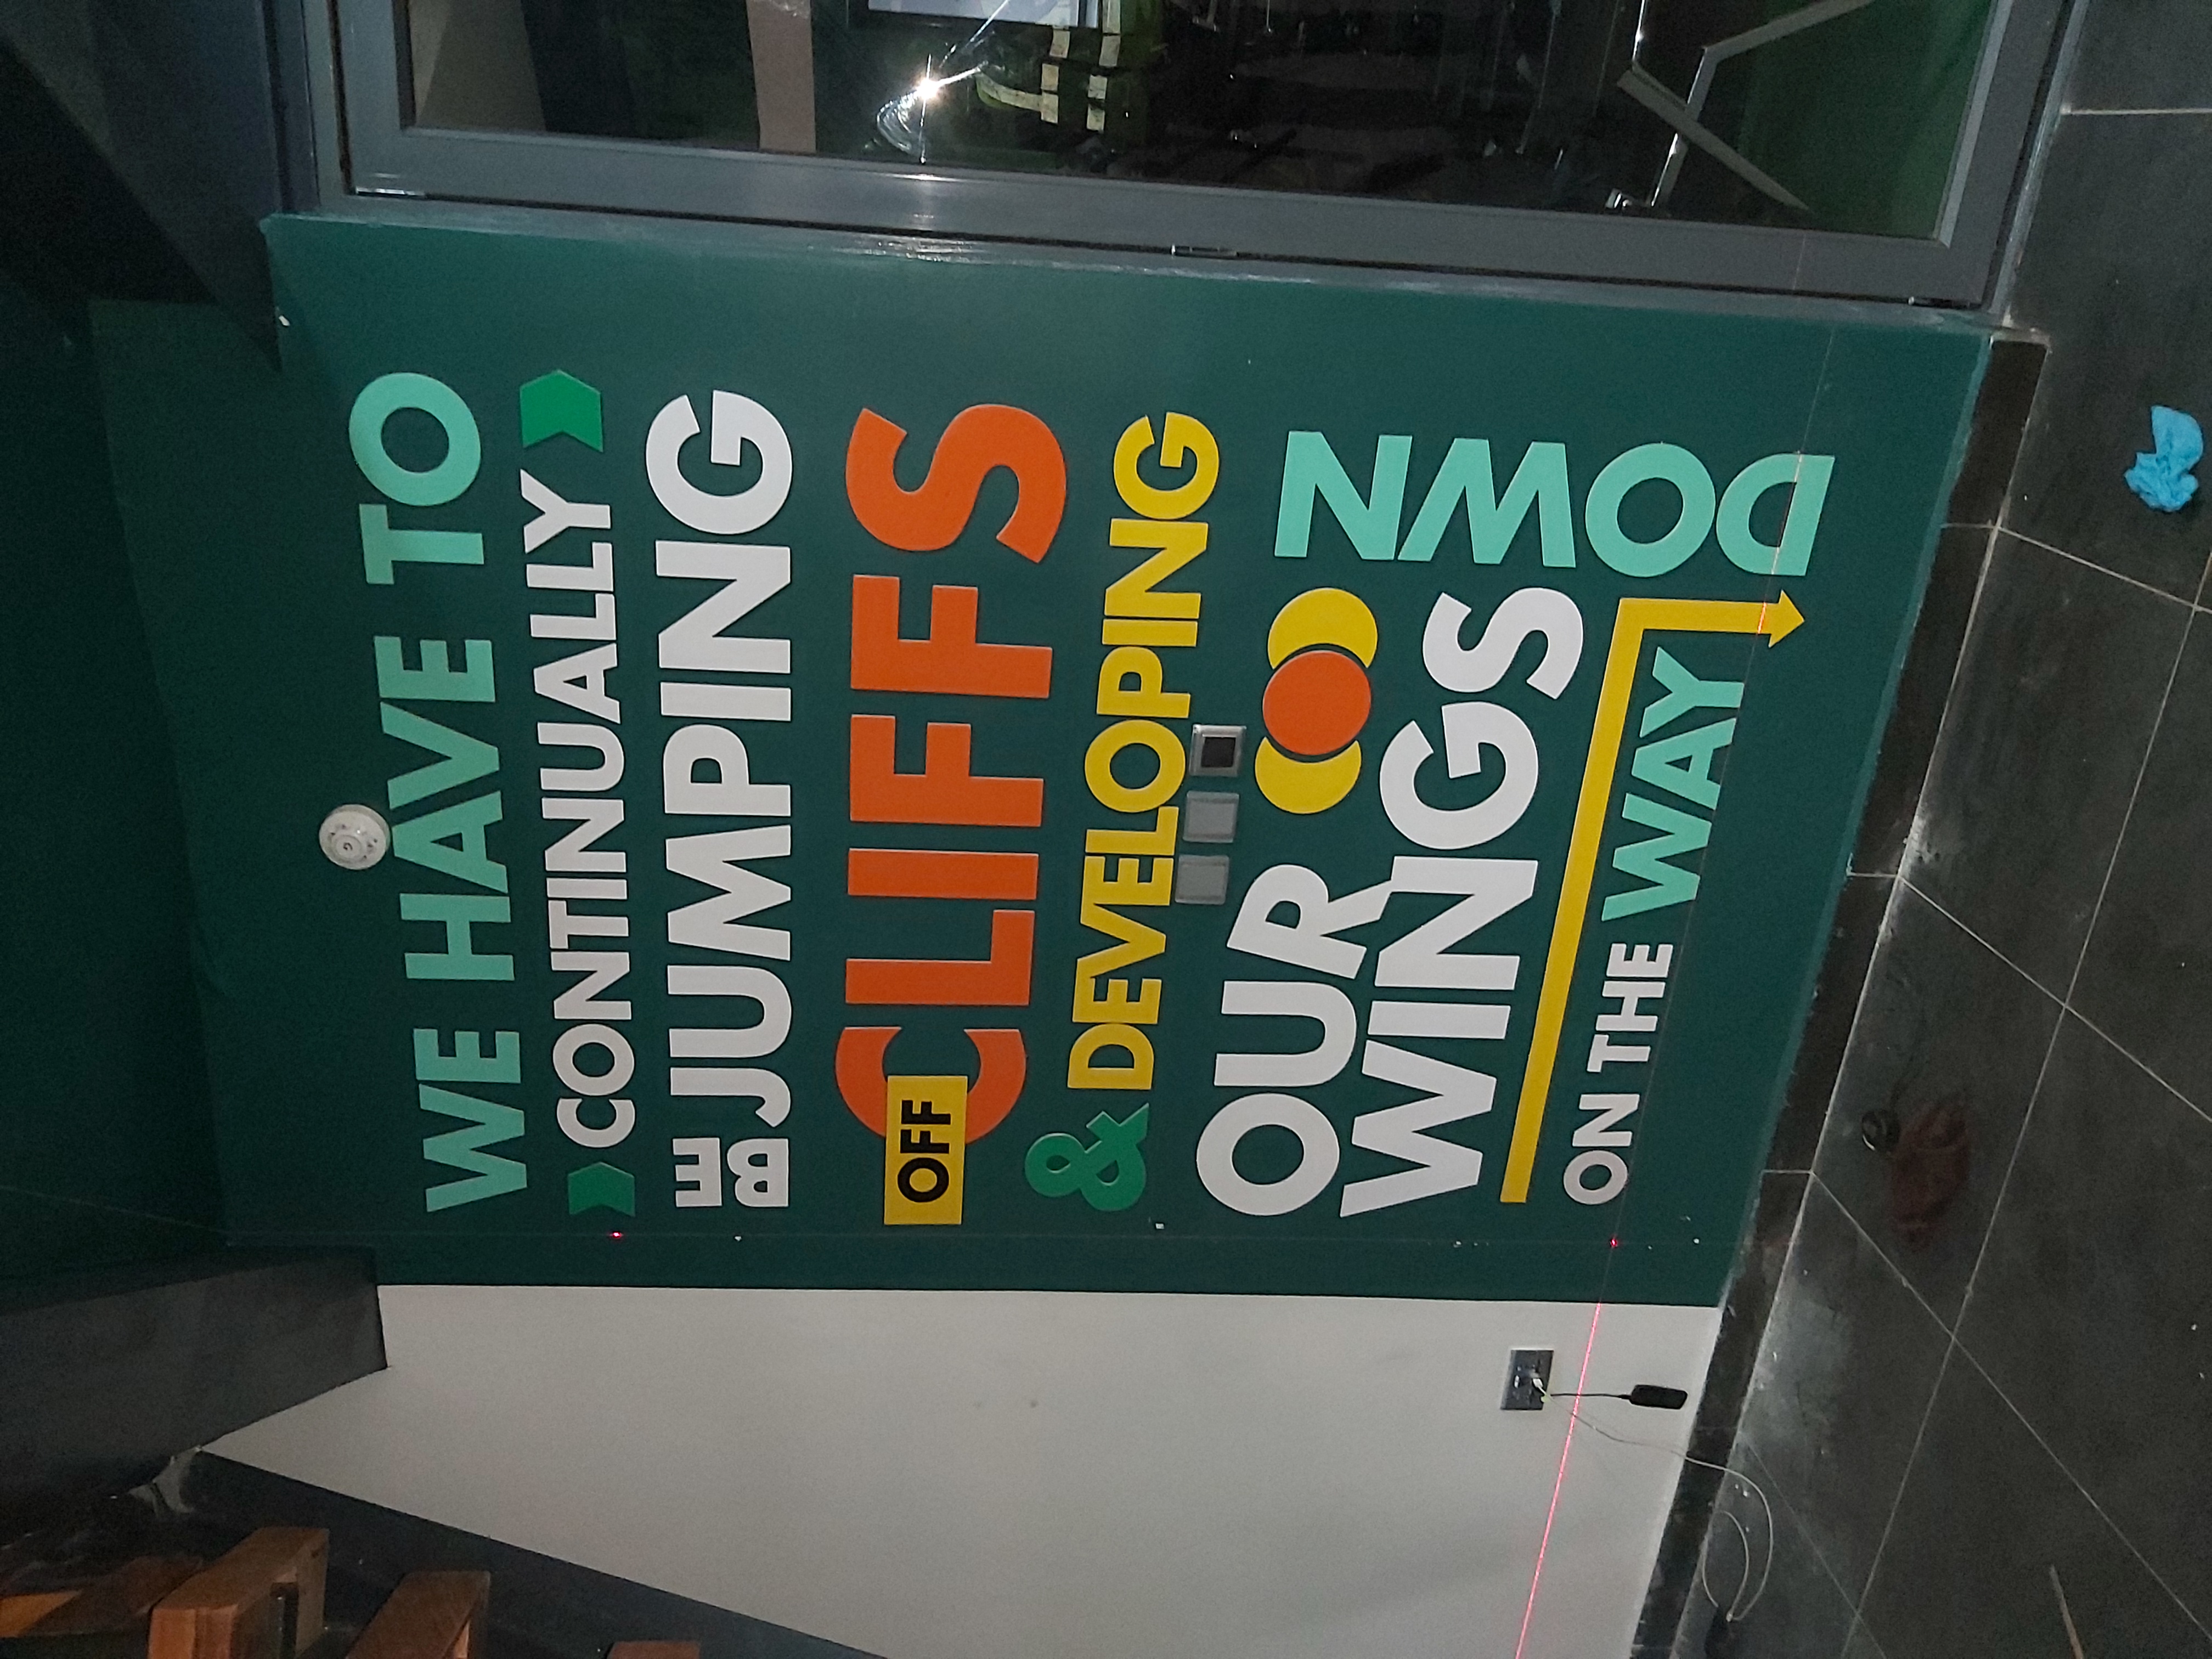 WE HAVE TO
CONTINUALLY
BE JUMPING
OFF CLIFFS
& DEVELOPING
OUR
WINGS
ON THE WAY
DOWN